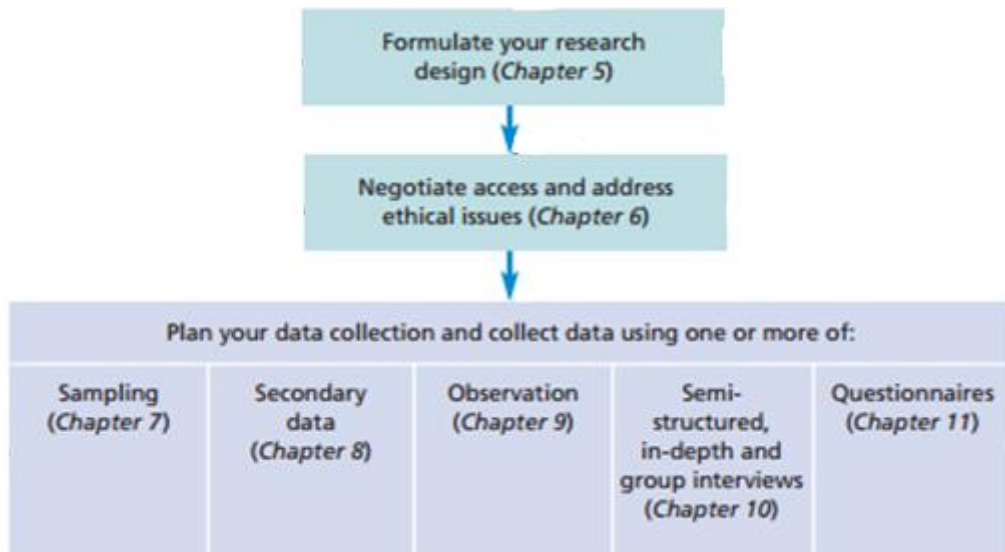 Formulate your research
design (Chapter 5)
Negotiate access and address
ethical issues (Chapter 6)
Plan your data collection and collect data using one or more of:
Sampling
(Chapter 7)
Secondary
data
(Chapter 8)
Observation
(Chapter 9)
Semi-
structured,
in-depth and
group interviews
(Chapter 10)
Questionnaires
(Chapter 11)